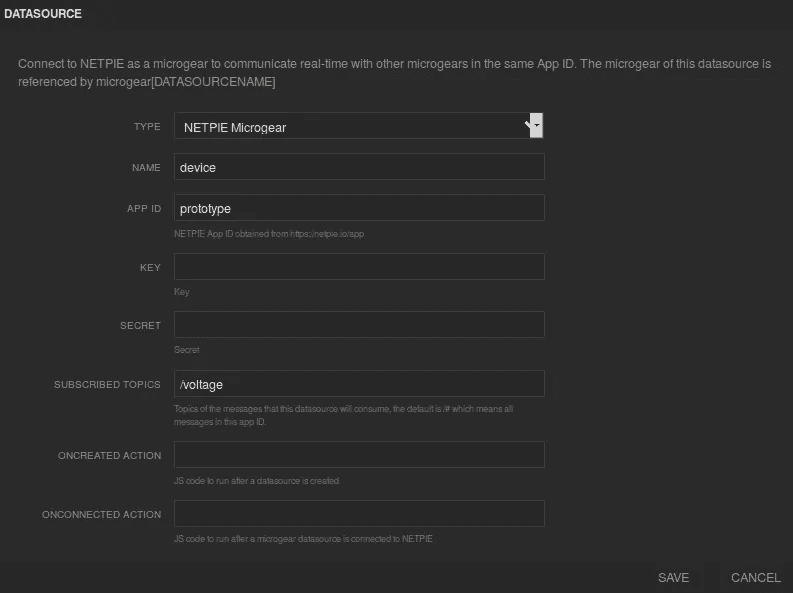 DATASOURCE
Connect to NETPIE as a microgear to communicate real-time with other microgears in the same App ID. The microgear of this datasource is
referenced by microgear[DATASOURCENAME]
TYPE NETPIE Microgear
NAME device
APP ID prototype
NETPIE App ID obtained from https://netpie.io/app
KEY
Key
SECRET
Secret
SUBSCRIBED TOPICS /voltage
Topics of the messages that this datasource will consume, the default is /# which means all
messages in this app ID.
ONCREATED ACTION
JS code to run after a datasource is created
ONCONNECTED ACTION
JS code to run after a microgear datasource is connected to NETPIE
SAVE CANCEL